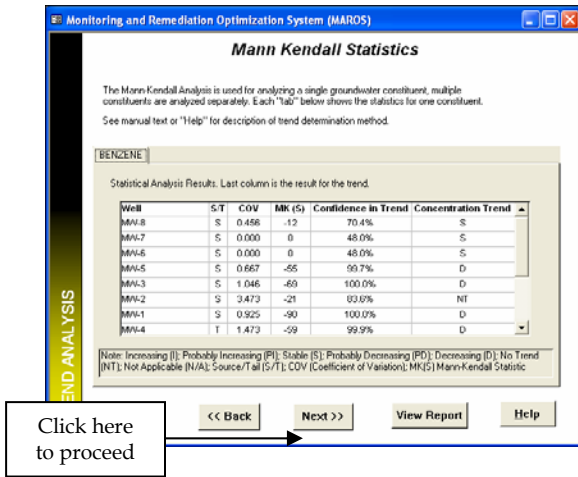 Monitoring and Remediation Optimization System (MAROS)
Mann Kendall Statistics
The Mann-Kendall Analysis is used for analyzing a single groundwater constituent, multiple
constituents are analyzed separately. Each "tab" below shows the statistics for one constituent.
See manual text or "Help" for description of trend determination method.
BENZENE
Statistical Analysis Results. Last column is the result for the trend.
Well S/T COV MK (S) Confidence in Trend Concentration Trend
MW-8 S 0.456 -12 70.4% S
MW-7 S 0.000 0 48.0% S
MW-6 S 0.000 0 48.0% S
MW-5 S 0.667 -55 99.7% D
MW-3 S 1.046 -69 100.0% D
MW-2 S 3.473 -21 83.6% NT
MW-1 S 0.925 -90 100.0% D
MW-4 T 1.473 -59 99.9% D
Note: Increasing (I); Probably Increasing (PI); Stable (S); Probably Decreasing (PD); Decreasing (D); No Trend
(NT); Not Applicable (N/A); Source/Tail (S/T); COV (Coefficient of Variation); MK(S) Mann-Kendall Statistic
END ANALYSIS
<< Back Next >> View Report Help
Click here
to proceed